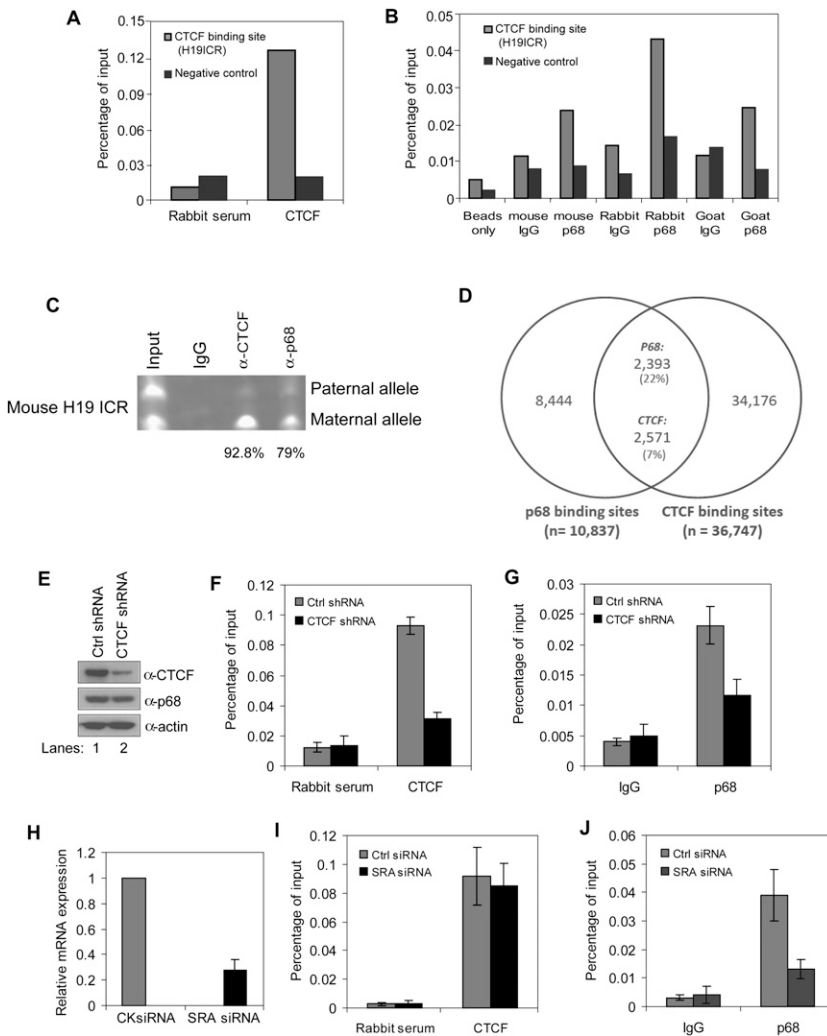 A
CTCF binding site
(H19ICR)
Negative control
Percentage of input
0.15
0.12
0.09
0.06
0.03
0
Rabbit serum CTCF
B
CTCF binding site
(H19ICR)
Negative control
Percentage of input
0.05
0.04
0.03
0.02
0.01
0
Beads only
mouse IgG
mouse p68
Rabbit IgG
Rabbit p68
Goat IgG
Goat p68
C
Input
IgG
α-CTCF
α-p68
Mouse H19 ICR
Paternal allele
Maternal allele
92.8% 79%
D
P68:
2,393
(22%)
8,444
34,176
CTCF:
2,571
(7%)
p68 binding sites
(n= 10,837)
CTCF binding sites
(n = 36,747)
E
Ctrl shRNA
CTCF shRNA
α-CTCF
α-p68
α-actin
Lanes: 1 2
F
Ctrl shRNA
CTCF shRNA
Percentage of input
0.12
0.1
0.08
0.06
0.04
0.02
0
Rabbit serum CTCF
G
Ctrl shRNA
CTCF shRNA
Percentage of input
0.03
0.025
0.02
0.015
0.01
0.005
0
IgG p68
H
Relative mRNA expression
1.2
1
0.8
0.6
0.4
0.2
0
CKsiRNA SRA siRNA
I
Ctrl siRNA
SRA siRNA
Percentage of input
0.12
0.1
0.08
0.06
0.04
0.02
0.00
Rabbit serum CTCF
J
Ctrl siRNA
SRA siRNA
Percentage of input
0.06
0.05
0.04
0.03
0.02
0.01
0
IgG p68